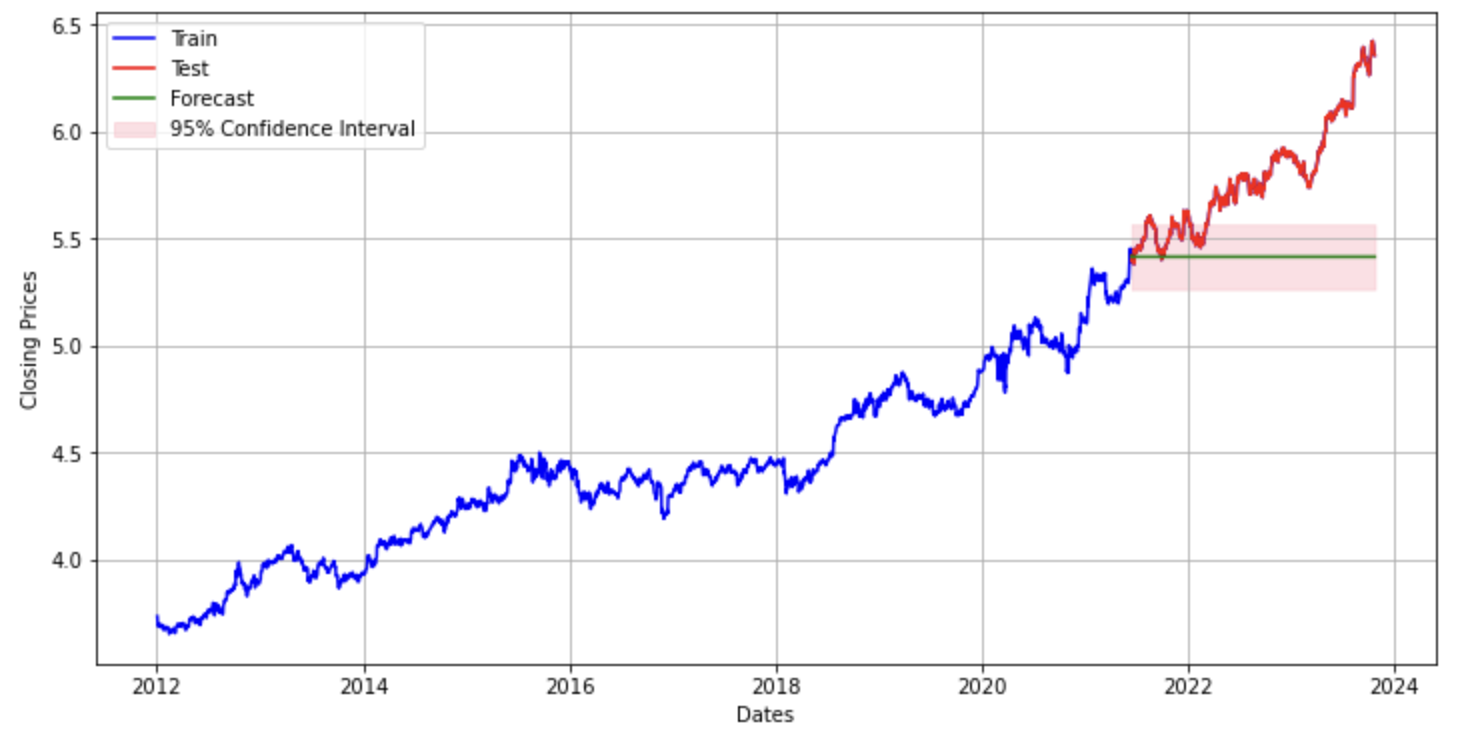 6.5
6.0
5.5
5.0
4.5
4.0
Closing Prices
Train
Test
Forecast
95% Confidence Interval
2012 2014 2016 2018 2020 2022 2024
Dates